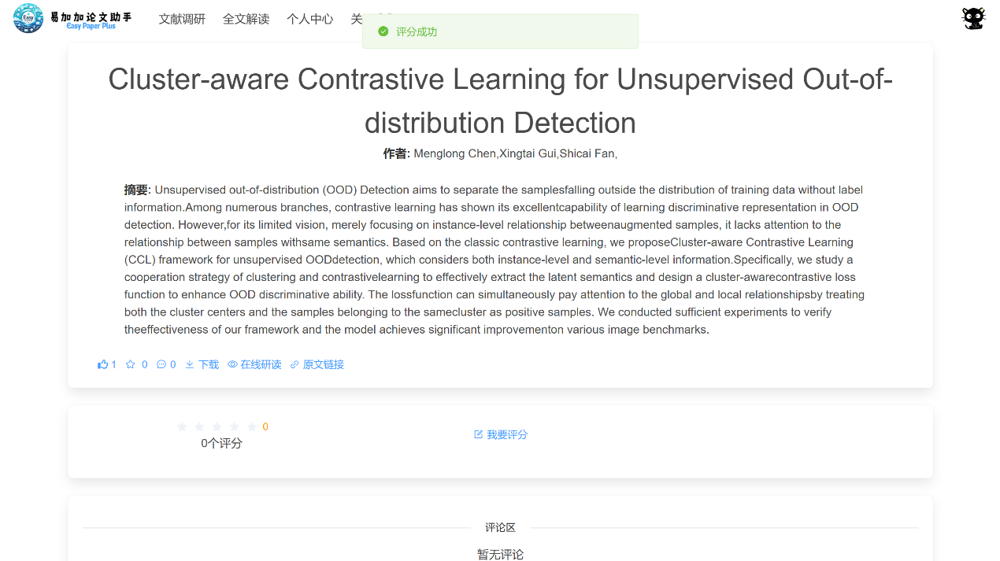 易加加论文助手
Easy
Easy Paper Plus
文献调研 全文解读 个人中心 关
评分成功
Cluster-aware Contrastive Learning for Unsupervised Out-of-
distribution Detection
作者: Menglong Chen,Xingtai Gui,Shicai Fan,
摘要: Unsupervised out-of-distribution (OOD) Detection aims to separate the samplesfalling outside the distribution of training data without label
information.Among numerous branches, contrastive learning has shown its excellentcapability of learning discriminative representation in OOD
detection. However,for its limited vision, merely focusing on instance-level relationship betweenaugmented samples, it lacks attention to the
relationship between samples withsame semantics. Based on the classic contrastive learning, we proposeCluster-aware Contrastive Learning
(CCL) framework for unsupervised OODdetection, which considers both instance-level and semantic-level information.Specifically, we study a
cooperation strategy of clustering and contrastivelearning to effectively extract the latent semantics and design a cluster-awarecontrastive loss
function to enhance OOD discriminative ability. The lossfunction can simultaneously pay attention to the global and local relationshipsby treating
both the cluster centers and the samples belonging to the samecluster as positive samples. We conducted sufficient experiments to verify
theeffectiveness of our framework and the model achieves significant improvementon various image benchmarks.
1 0 0 下载 在线研读 原文链接
0
0个评分
我要评分
评论区
暂无评论